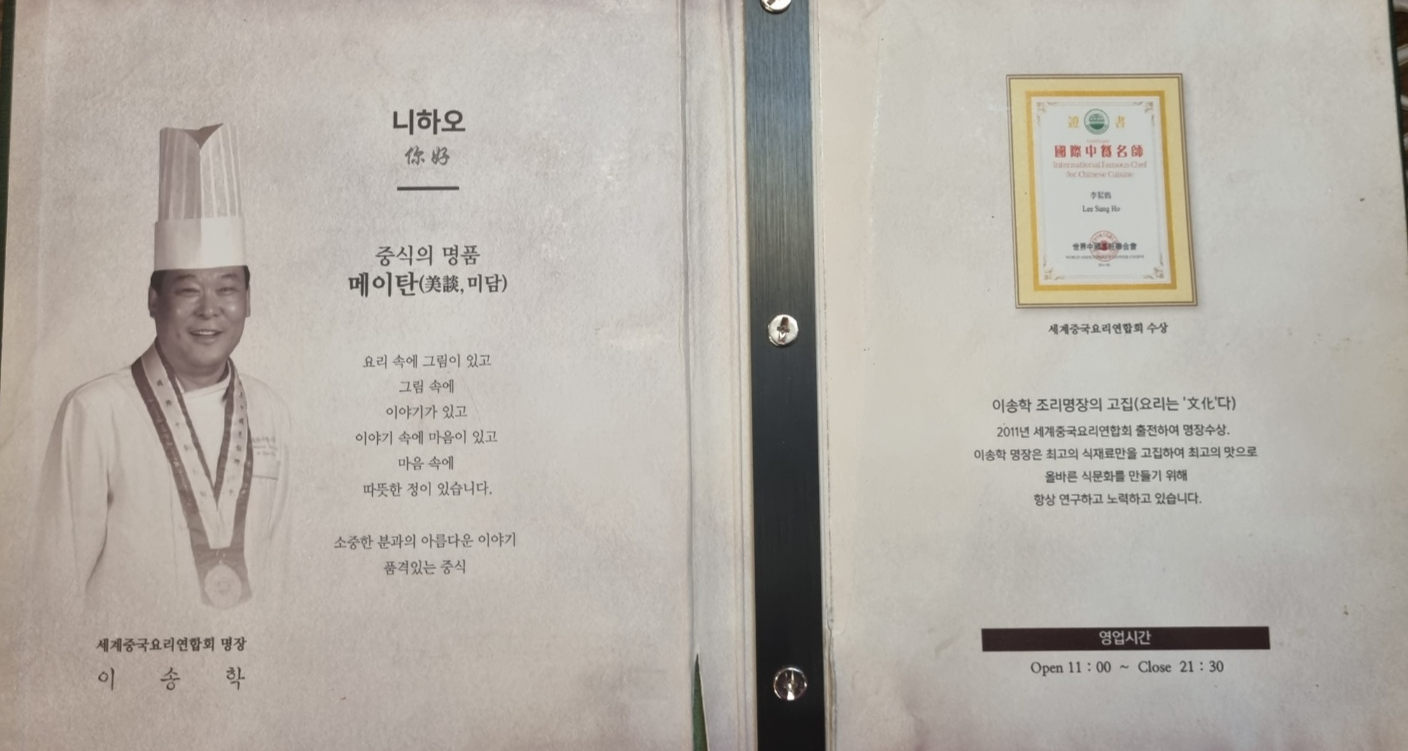 니하오
你好
중식의 명품
메이탄(美談,미담)
요리 속에 그림이 있고
그림 속에
이야기가 있고
이야기 속에 마음이 있고
마음 속에
따뜻한 정이 있습니다.
소중한 분과의 아름다운 이야기
품격있는 중식
세계중국요리연합회 명장
이 송 학
證 書
國際中餐名師
International Famous Chef
for Chinese Cuisine
Lee Sung Ho
세계중국요리연합회 수상
이송학 조리명장의 고집(요리는 '文化'다)
2011년 세계중국요리연합회 출전하여 명장수상.
이송학 명장은 최고의 식재료만을 고집하여 최고의 맛으로
올바른 식문화를 만들기 위해
항상 연구하고 노력하고 있습니다.
영업시간
Open 11 : 00 ~ Close 21 : 30